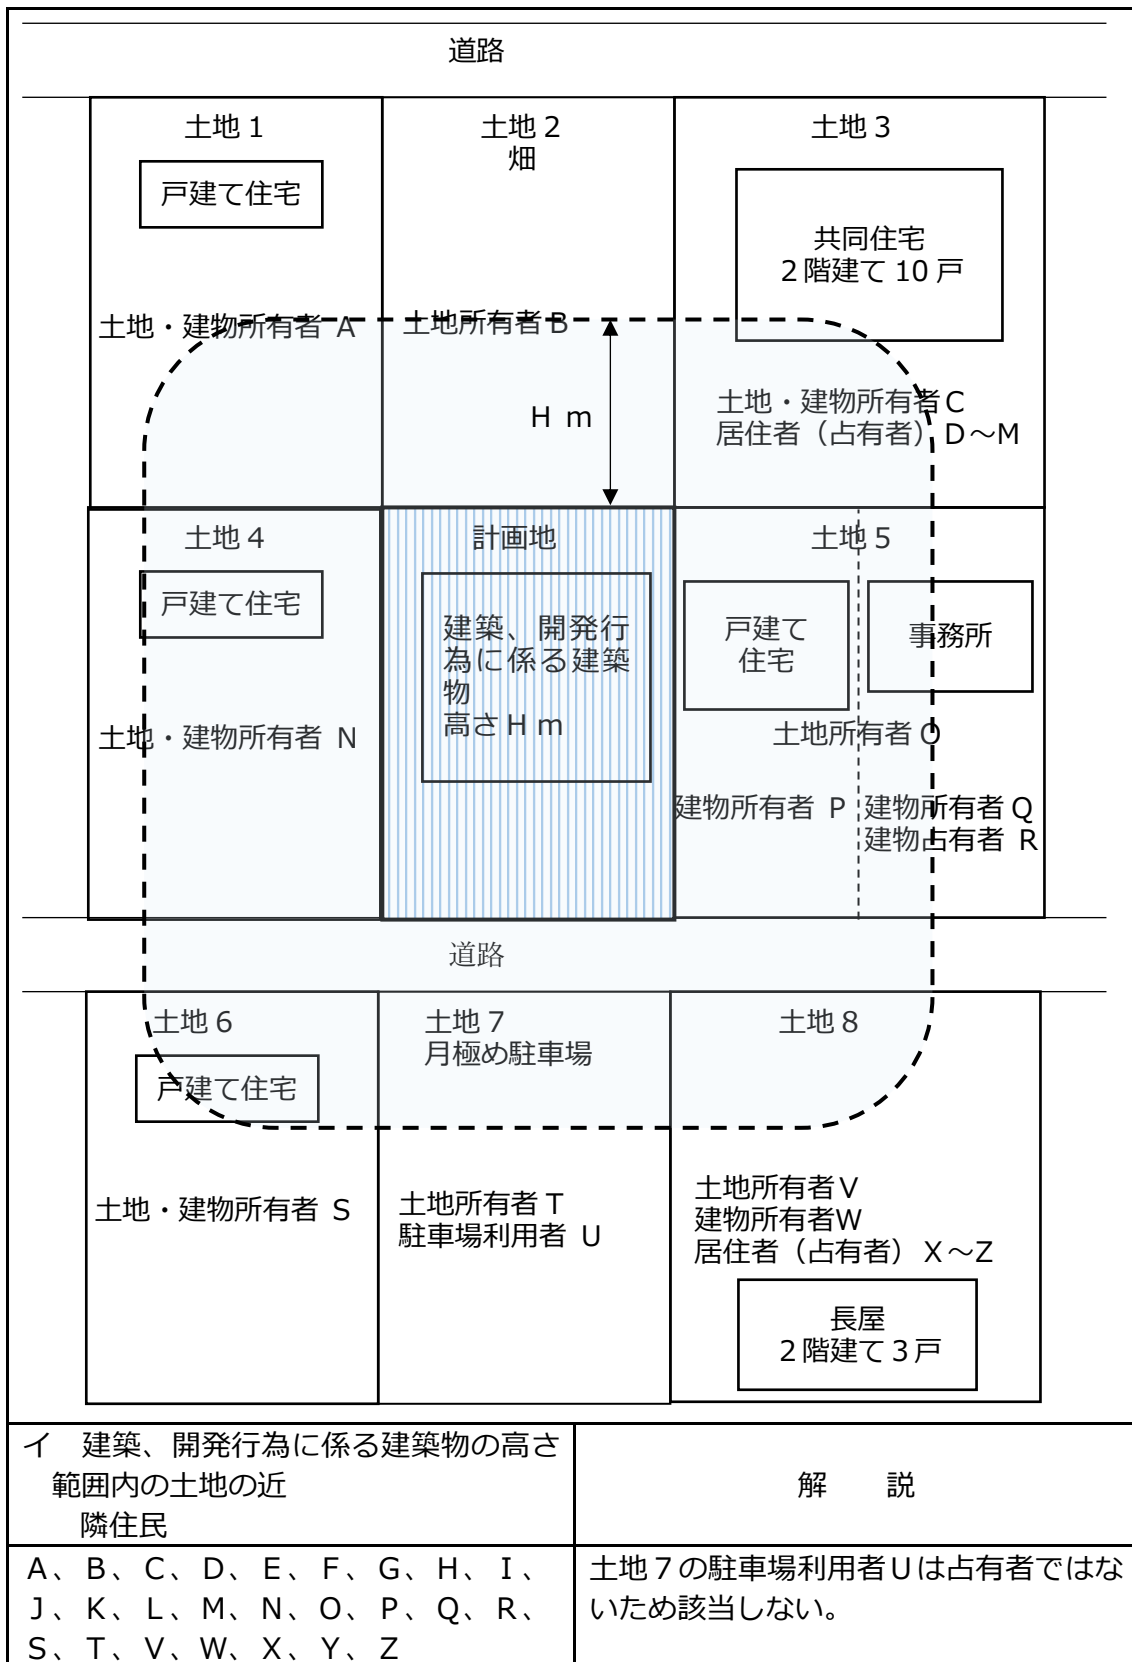 道路
土地１
土地２
畑
土地３
戸建て住宅
共同住宅
２階建て 10 戸
土地・建物所有者 A
土地所有者 B
H m
土地・建物所有者 C
居住者（占有者） D～M
土地４
計画地
土地５
戸建て住宅
建築、開発行
為に係る建築
物
高さ H m
戸建て
住宅
事務所
土地・建物所有者 N
土地所有者 O
建物所有者 P
建物所有者 Q
建物占有者 R
道路
土地６
土地７
月極め駐車場
土地８
戸建て住宅
土地・建物所有者 S
土地所有者 T
駐車場利用者 U
土地所有者Ｖ
建物所有者W
居住者（占有者） X～Z
長屋
２階建て３戸
イ　建築、開発行為に係る建築物の高さ
範囲内の土地の近
隣住民
解　説
A、B、C、D、E、F、G、H、I、
J、K、L、M、N、O、P、Q、R、
S、T、V、W、X、Y、Z
土地７の駐車場利用者Ｕは占有者ではな
いため該当しない。